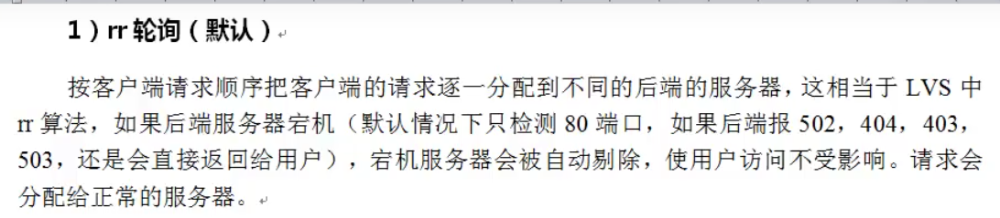 1）rr 轮询（默认）
按客户端请求顺序把客户端的请求逐一分配到不同的后端的服务器，这相当于 LVS 中
rr 算法，如果后端服务器宕机（默认情况下只检测 80 端口，如果后端报 502，404，403，
503，还是会直接返回给用户），宕机服务器会被自动剔除，使用户访问不受影响。请求会
分配给正常的服务器。